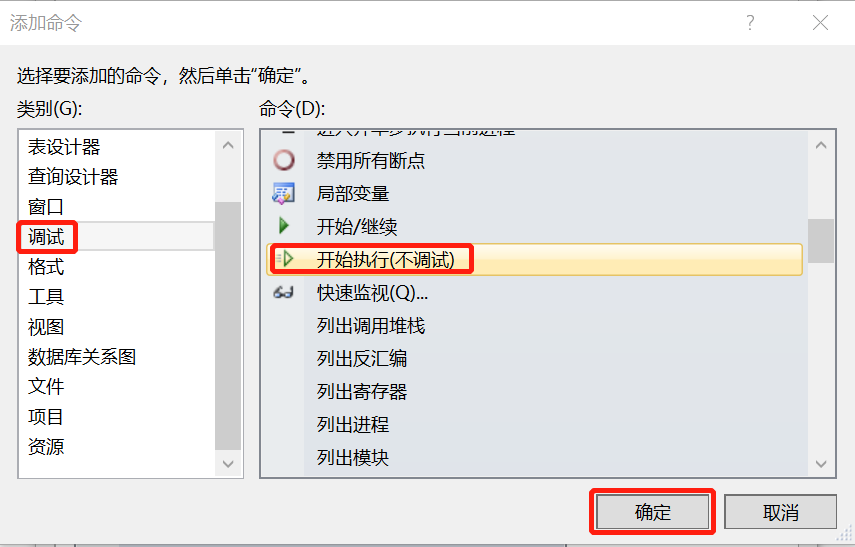 添加命令
?
选择要添加的命令，然后单击“确定”。
类别(G):
命令(D):
表设计器
查询设计器
窗口
调试
格式
工具
视图
数据库关系图
文件
项目
资源
禁用所有断点
局部变量
开始/继续
开始执行(不调试)
快速监视(Q)...
列出调用堆栈
列出反汇编
列出寄存器
列出进程
列出模块
确定
取消